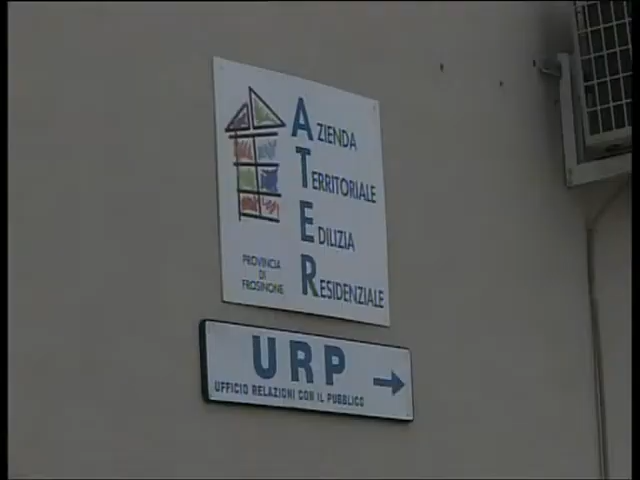 AZIENDA
TERRITORIALE
EDILIZIA
RESIDENZIALE
PROVINCIA
DI
FROSINONE
URP
UFFICIO RELAZIONI CON IL PUBBLICO